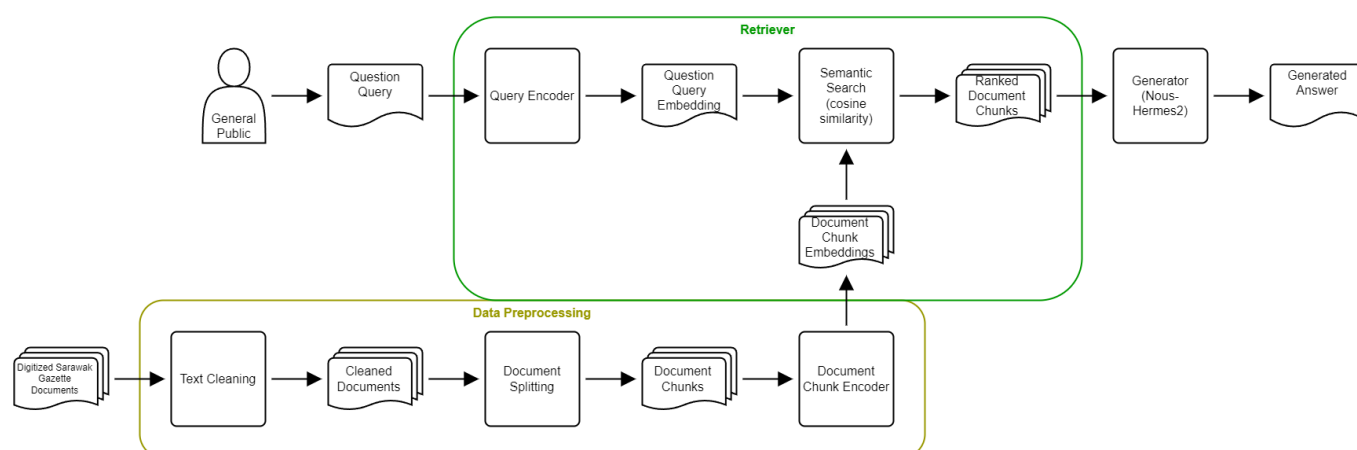 Retriever
General
Public
Question
Query
Query Encoder
Question
Query
Embedding
Semantic
Search
(cosine
similarity)
Ranked
Document
Chunks
Generator
(Nous-
Hermes2)
Generated
Answer
Document
Chunk
Embeddings
Data Preprocessing
Digitized Sarawak
Gazette
Documents
Text Cleaning
Cleaned
Documents
Document
Splitting
Document
Chunks
Document
Chunk Encoder